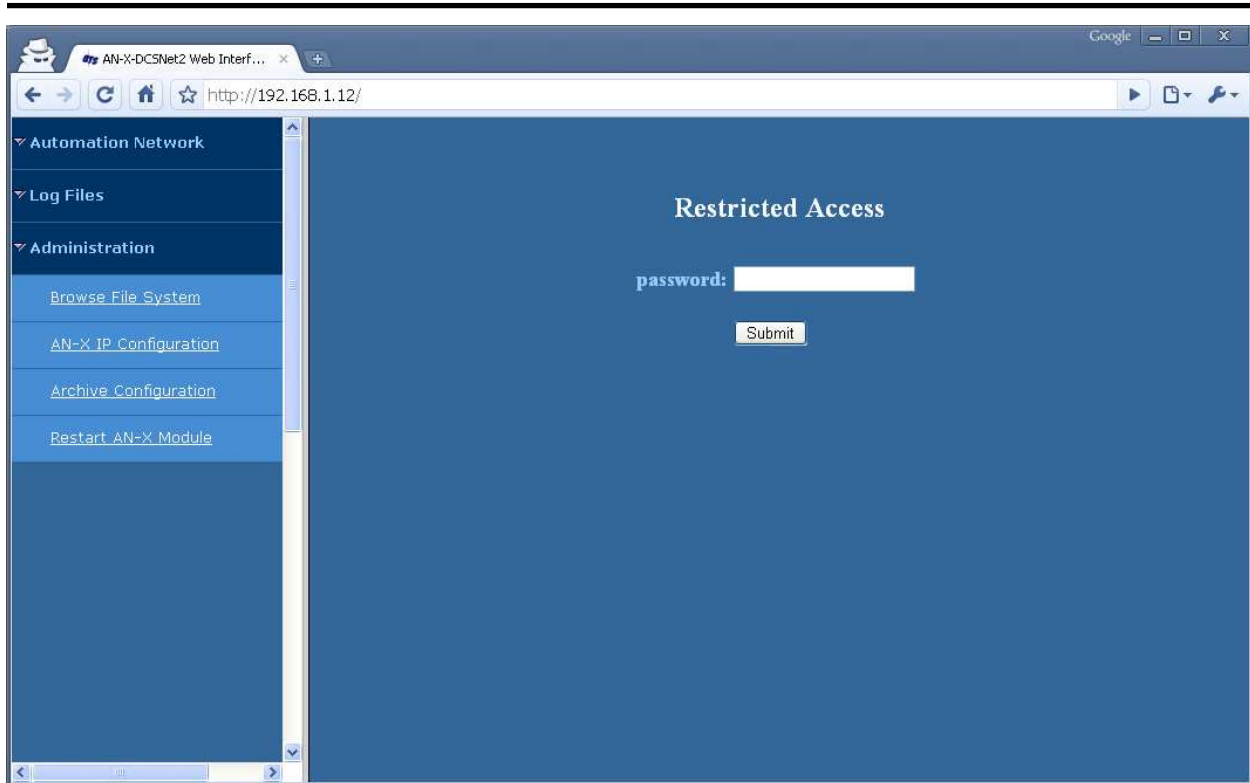 Google
dts AN-X-DCSNet2 Web Interf...
http://192.168.1.12/
Automation Network
Log Files
Administration
Browse File System
AN-X IP Configuration
Archive Configuration
Restart AN-X Module
Restricted Access
password:
Submit